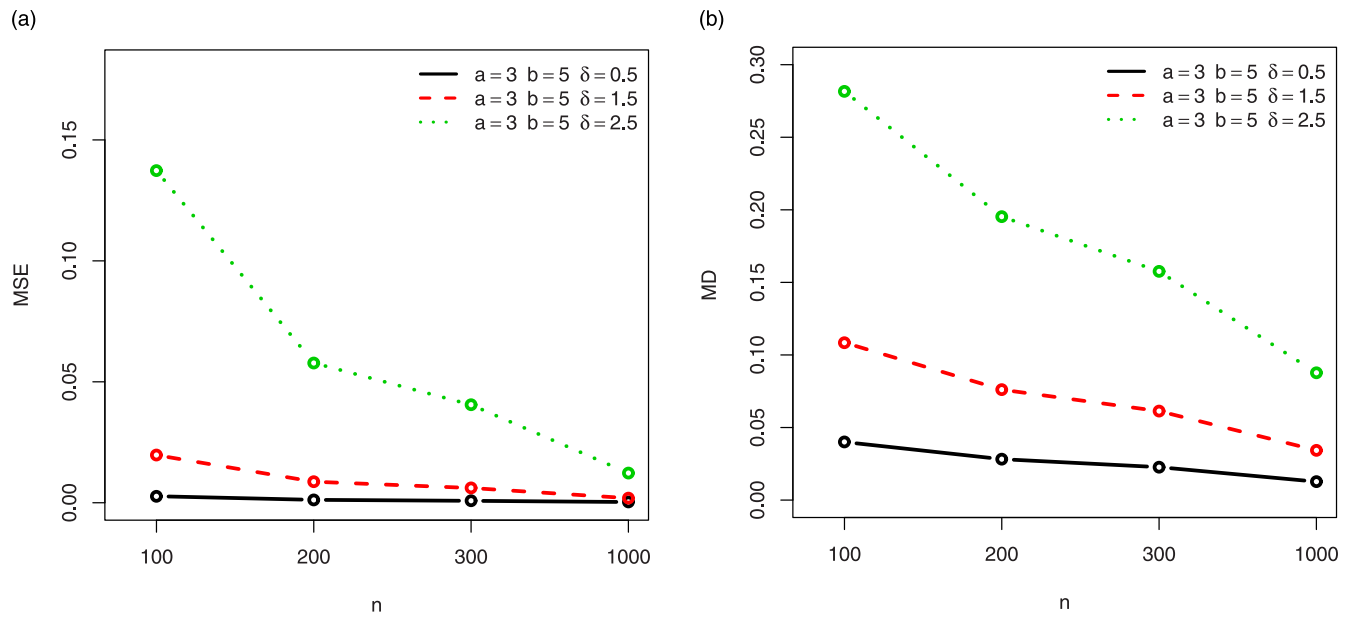 (a)
a = 3 b = 5 δ = 0.5
a = 3 b = 5 δ = 1.5
a = 3 b = 5 δ = 2.5
MSE
0.15
0.10
0.05
0.00
100 200 300 1000
n
(b)
a = 3 b = 5 δ = 0.5
a = 3 b = 5 δ = 1.5
a = 3 b = 5 δ = 2.5
MD
0.30
0.25
0.20
0.15
0.10
0.05
0.00
100 200 300 1000
n